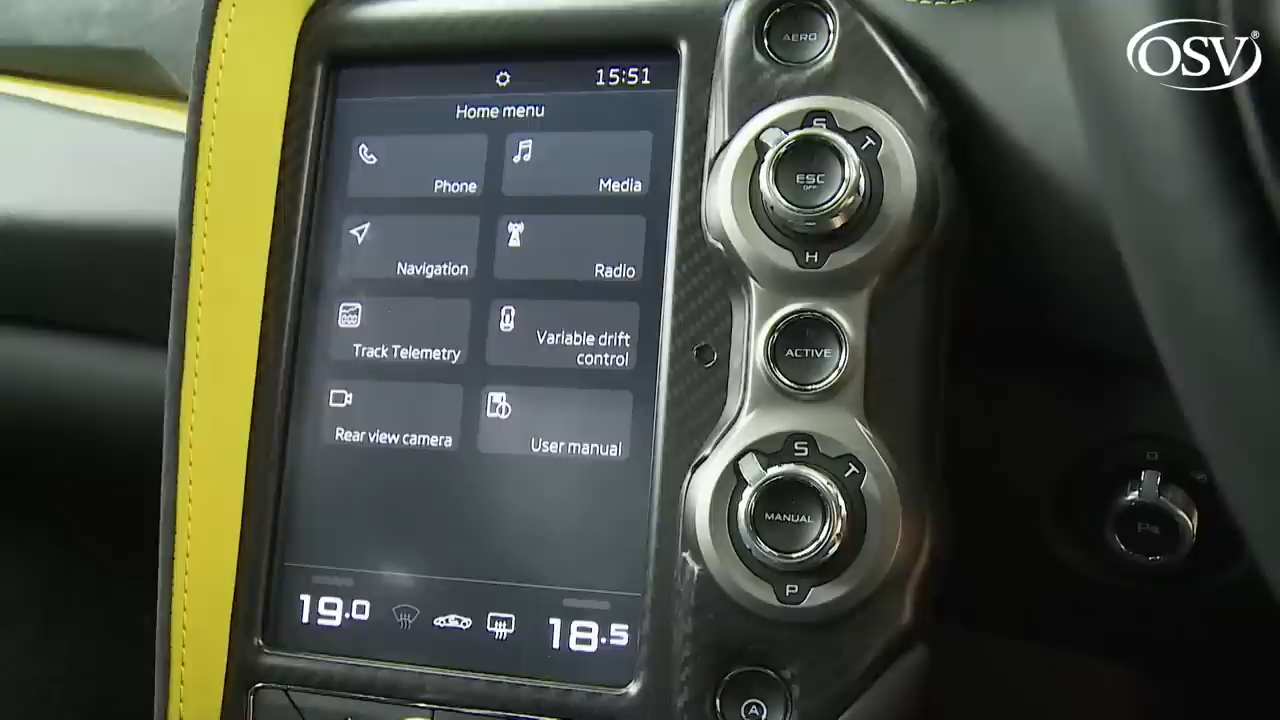 OSV®
15:51
Home menu
Phone
Media
Navigation
Radio
Track Telemetry
Variable drift
control
Rear view camera
User manual
19.0
18.5
AERO
S
T
ESC
OFF
H
ACTIVE
S
T
MANUAL
P
A